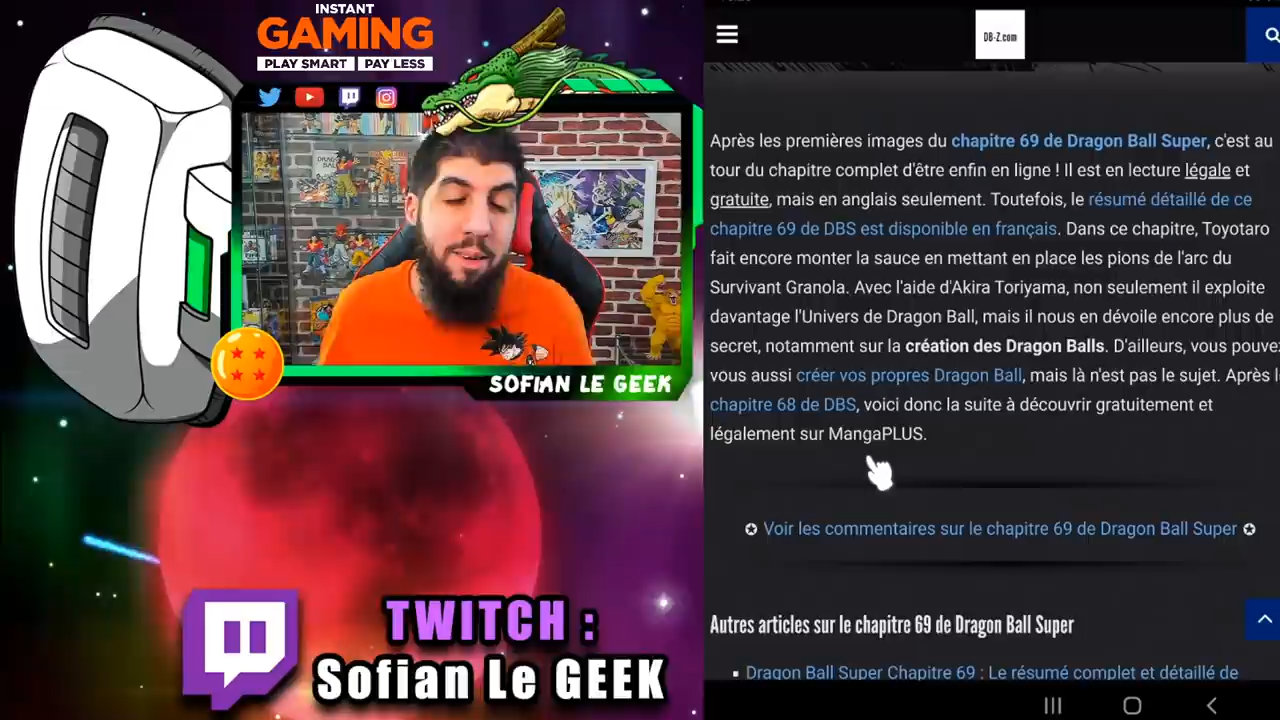 INSTANT
GAMING
PLAY SMART PAY LESS
SOFIAN LE GEEK
TWITCH :
Sofian Le GEEK
DB-Z.com
Après les premières images du chapitre 69 de Dragon Ball Super, c'est au
tour du chapitre complet d'être enfin en ligne ! Il est en lecture légale et
gratuite, mais en anglais seulement. Toutefois, le résumé détaillé de ce
chapitre 69 de DBS est disponible en français. Dans ce chapitre, Toyotaro
fait encore monter la sauce en mettant en place les pions de l'arc du
Survivant Granola. Avec l'aide d'Akira Toriyama, non seulement il exploite
davantage l'Univers de Dragon Ball, mais il nous en dévoile encore plus de
secret, notamment sur la création des Dragon Balls. D'ailleurs, vous pouve
vous aussi créer vos propres Dragon Ball, mais là n'est pas le sujet. Après l
chapitre 68 de DBS, voici donc la suite à découvrir gratuitement et
légalement sur MangaPLUS.
Voir les commentaires sur le chapitre 69 de Dragon Ball Super
Autres articles sur le chapitre 69 de Dragon Ball Super
Dragon Ball Super Chapitre 69 : Le résumé complet et détaillé de